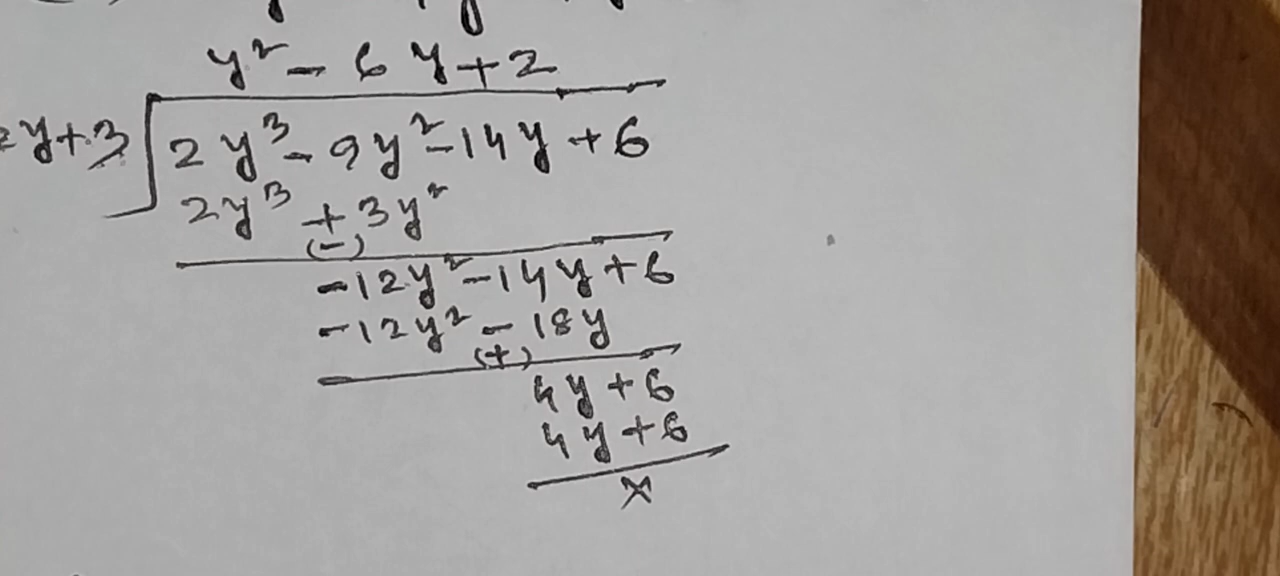 y² - 6y + 2
2y+3 2y³ - 9y² - 14y + 6
2y³ + 3y²
(-)
-12y² - 14y + 6
-12y² - 18y
(+)
4y + 6
4y + 6
x